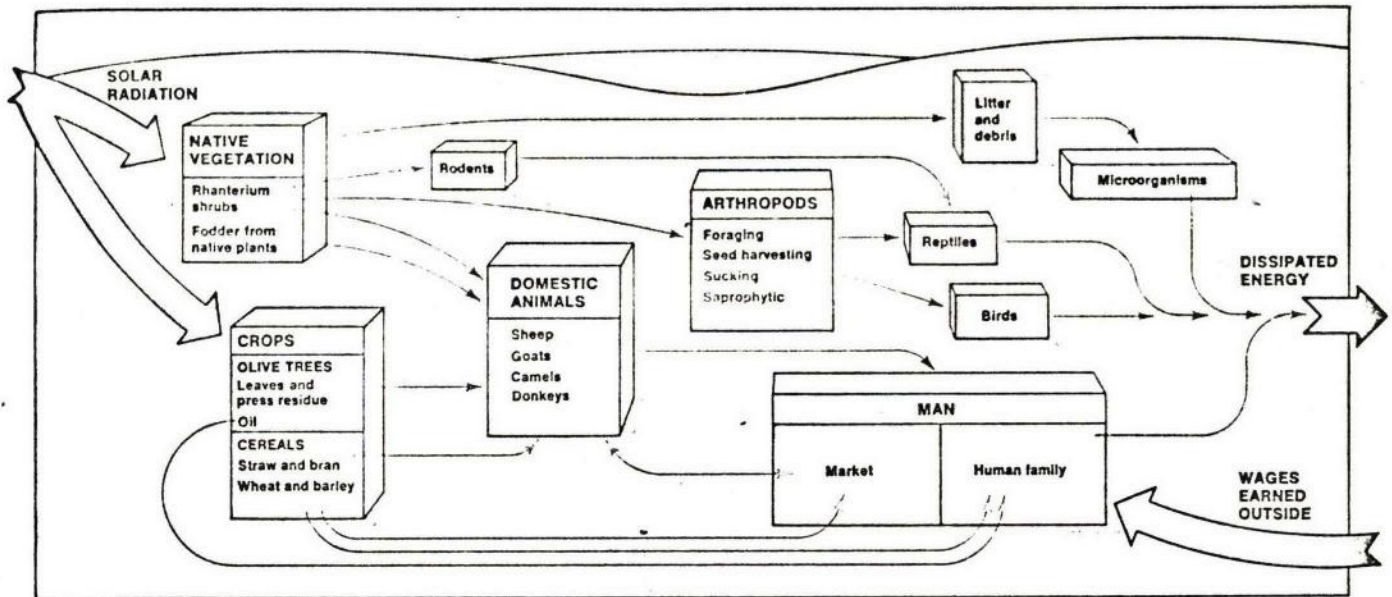 SOLAR
RADIATION
NATIVE
VEGETATION
Rhanterium
shrubs
Fodder from
native plants
Rodents
Litter
and
debris
Microorganisms
ARTHROPODS
Foraging
Seed harvesting
Sucking
Saprophytic
Reptiles
Birds
DISSIPATED
ENERGY
DOMESTIC
ANIMALS
Sheep
Goats
Camels
Donkeys
CROPS
OLIVE TREES
Leaves and
press residue
Oil
CEREALS
Straw and bran
Wheat and barley
MAN
Market
Human family
WAGES
EARNED
OUTSIDE